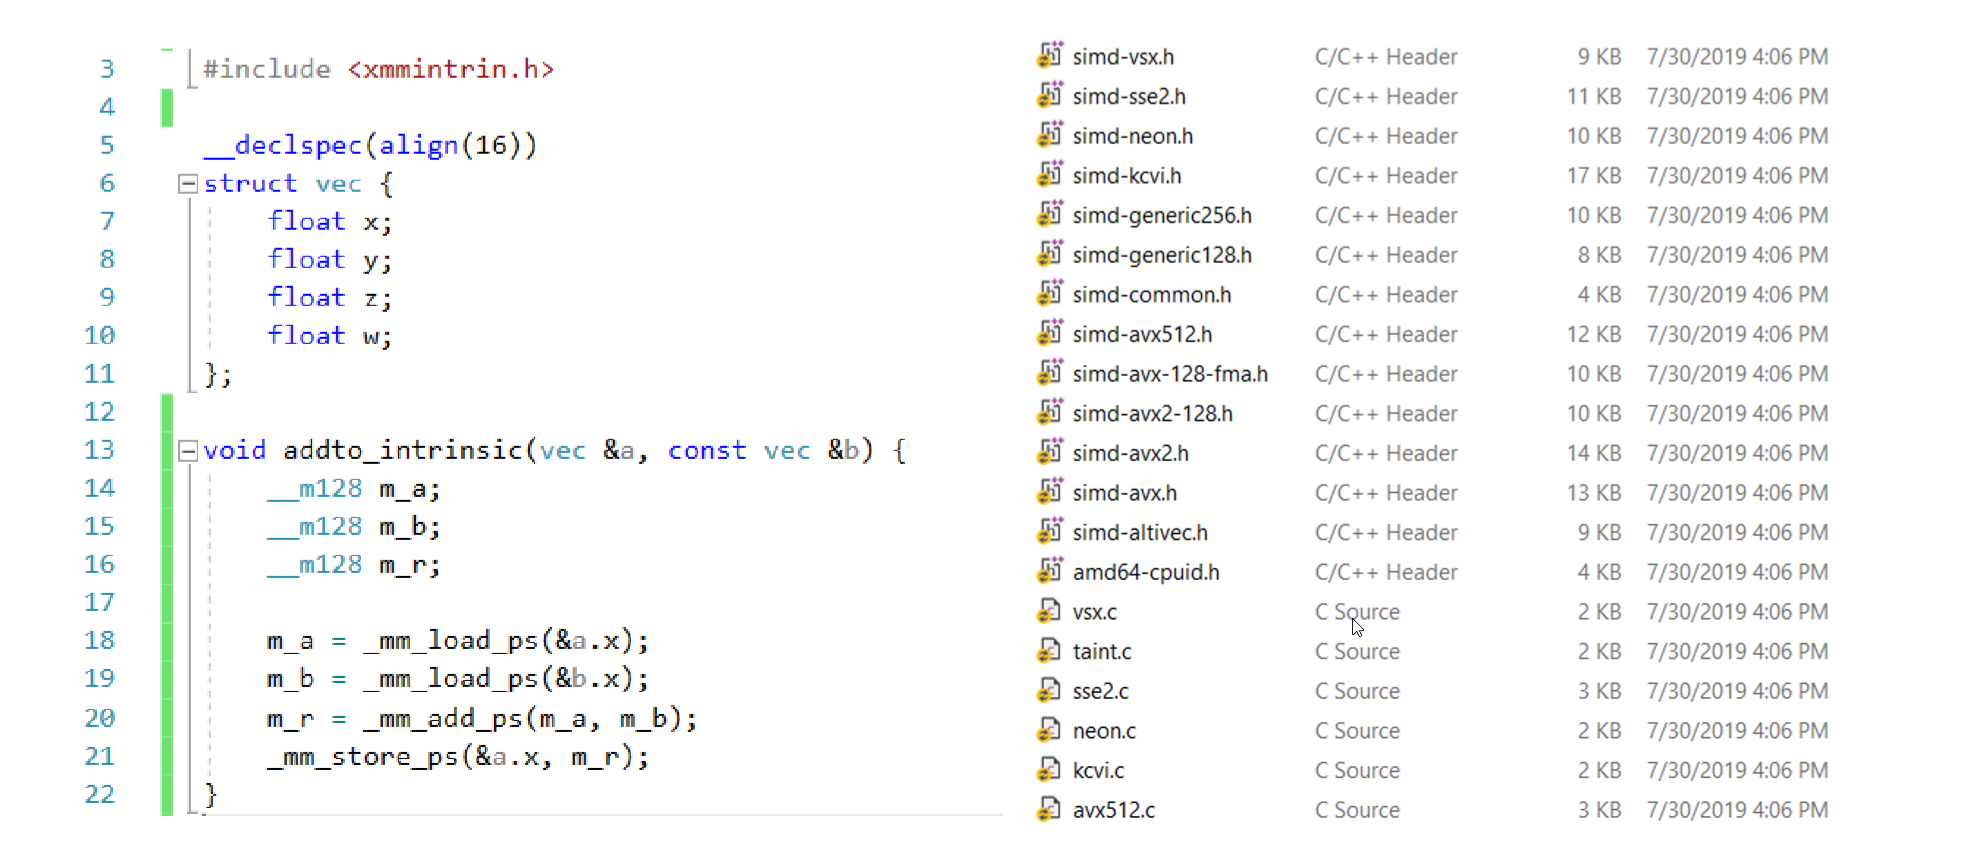 3 #include <xmmintrin.h>
4
5 __declspec(align(16))
6 struct vec {
7 float x;
8 float y;
9 float z;
10 float w;
11 };
12
13 void addto_intrinsic(vec &a, const vec &b) {
14 __m128 m_a;
15 __m128 m_b;
16 __m128 m_r;
17
18 m_a = _mm_load_ps(&a.x);
19 m_b = _mm_load_ps(&b.x);
20 m_r = _mm_add_ps(m_a, m_b);
21 _mm_store_ps(&a.x, m_r);
22 }
simd-vsx.h C/C++ Header 9 KB 7/30/2019 4:06 PM
simd-sse2.h C/C++ Header 11 KB 7/30/2019 4:06 PM
simd-neon.h C/C++ Header 10 KB 7/30/2019 4:06 PM
simd-kcvi.h C/C++ Header 17 KB 7/30/2019 4:06 PM
simd-generic256.h C/C++ Header 10 KB 7/30/2019 4:06 PM
simd-generic128.h C/C++ Header 8 KB 7/30/2019 4:06 PM
simd-common.h C/C++ Header 4 KB 7/30/2019 4:06 PM
simd-avx512.h C/C++ Header 12 KB 7/30/2019 4:06 PM
simd-avx-128-fma.h C/C++ Header 10 KB 7/30/2019 4:06 PM
simd-avx2-128.h C/C++ Header 10 KB 7/30/2019 4:06 PM
simd-avx2.h C/C++ Header 14 KB 7/30/2019 4:06 PM
simd-avx.h C/C++ Header 13 KB 7/30/2019 4:06 PM
simd-altivec.h C/C++ Header 9 KB 7/30/2019 4:06 PM
amd64-cpuid.h C/C++ Header 4 KB 7/30/2019 4:06 PM
vsx.c C Source 2 KB 7/30/2019 4:06 PM
taint.c C Source 2 KB 7/30/2019 4:06 PM
sse2.c C Source 3 KB 7/30/2019 4:06 PM
neon.c C Source 2 KB 7/30/2019 4:06 PM
kcvi.c C Source 2 KB 7/30/2019 4:06 PM
avx512.c C Source 3 KB 7/30/2019 4:06 PM